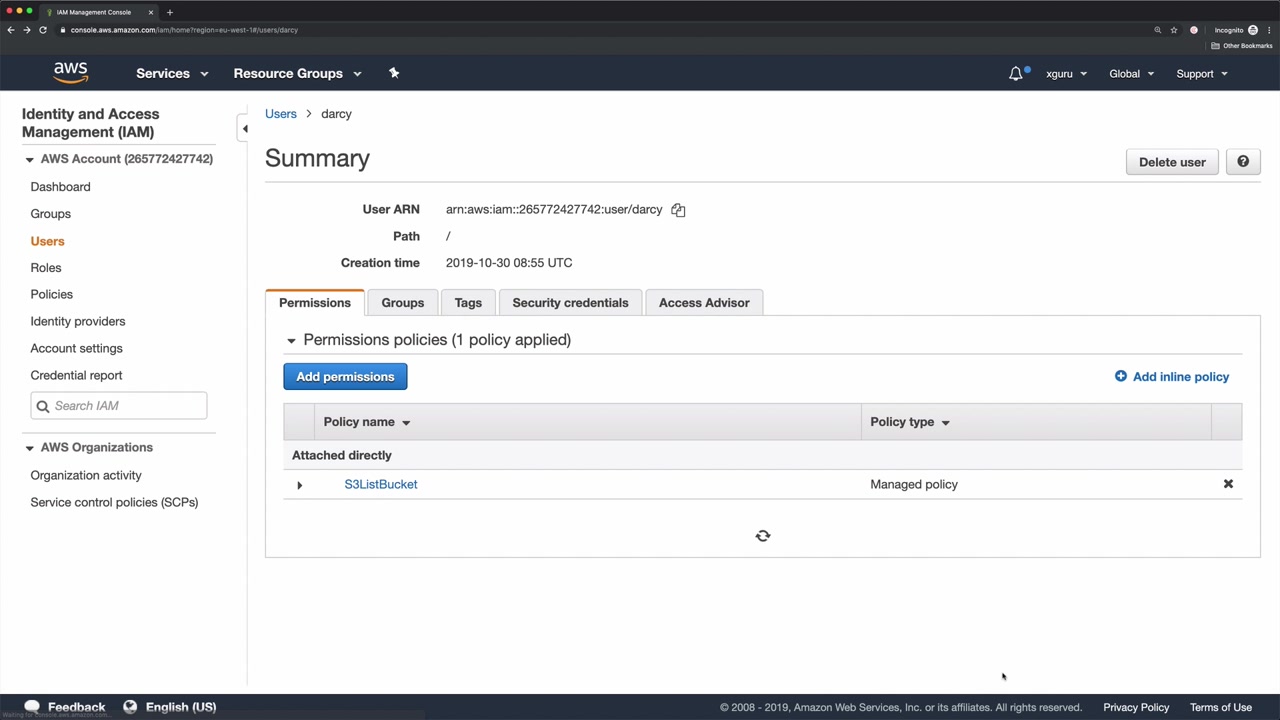 IAM Management Console
console.aws.amazon.com/iam/home?region=eu-west-1#/users/darcy
Incognito
Other Bookmarks
aws
Services
Resource Groups
xguru
Global
Support
Identity and Access
Management (IAM)
AWS Account (265772427742)
Dashboard
Groups
Users
Roles
Policies
Identity providers
Account settings
Credential report
Search IAM
AWS Organizations
Organization activity
Service control policies (SCPs)
Users > darcy
Summary
Delete user
?
User ARN arn:aws:iam::265772427742:user/darcy
Path /
Creation time 2019-10-30 08:55 UTC
Permissions Groups Tags Security credentials Access Advisor
Permissions policies (1 policy applied)
Add permissions
Add inline policy
Policy name Policy type
Attached directly
S3ListBucket Managed policy
Feedback English (US)
© 2008 - 2019, Amazon Web Services, Inc. or its affiliates. All rights reserved. Privacy Policy Terms of Use
Waiting for console.aws.amazon.com...